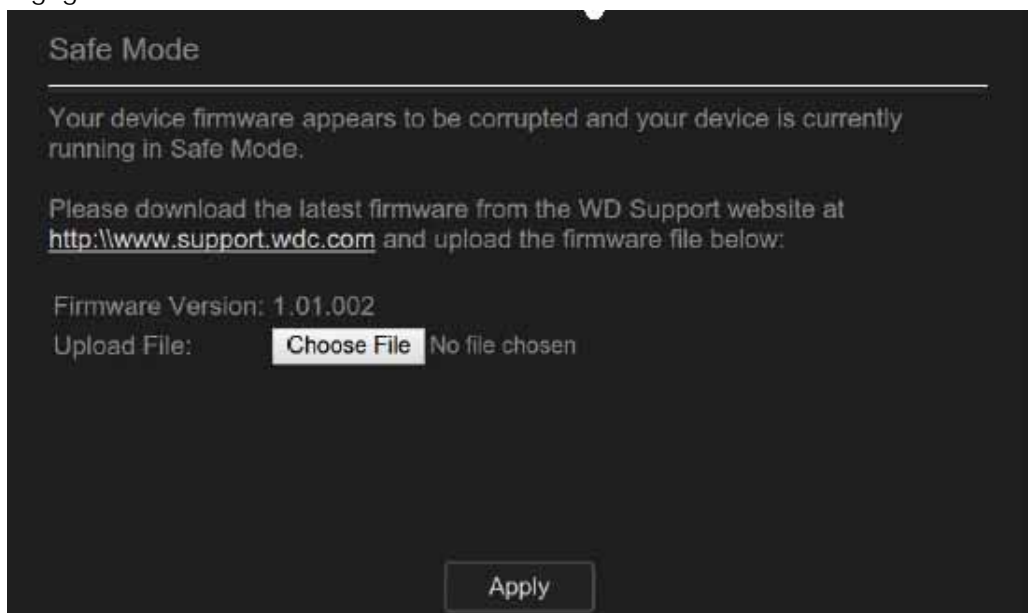 Safe Mode
Your device firmware appears to be corrupted and your device is currently
running in Safe Mode.
Please download the latest firmware from the WD Support website at
http:\\www.support.wdc.com and upload the firmware file below:
Firmware Version: 1.01.002
Upload File: Choose File No file chosen
Apply